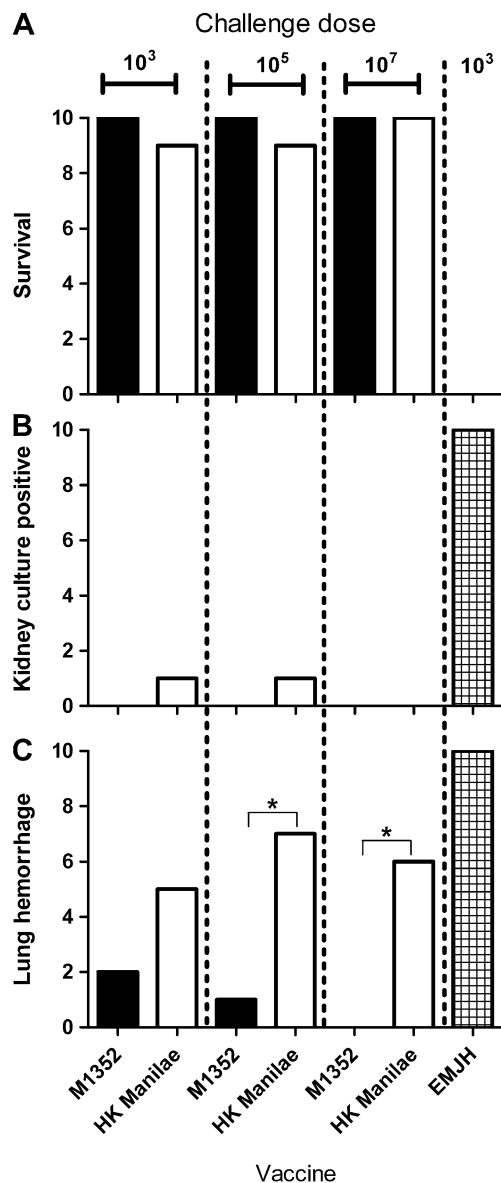 A
Challenge dose
10³ 10⁵ 10⁷ 10³
10
8
6
4
2
0
Survival
B
10
8
6
4
2
0
Kidney culture positive
C
10
8
6
4
2
0
Lung hemorrhage
* *
M1352 HK Manilae M1352 HK Manilae M1352 HK Manilae EMJH
Vaccine